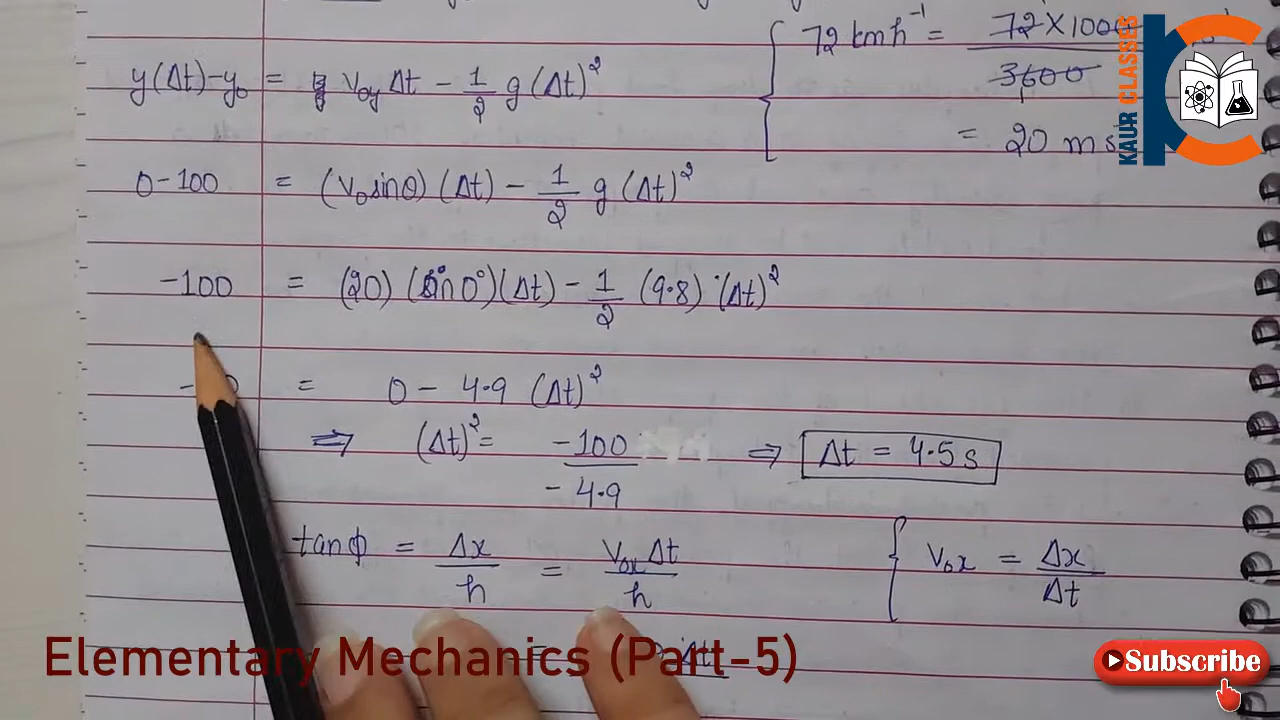 72 kmh⁻¹ = 72 × 1000
3600
= 20 ms
KAUR CLASSES
y(Δt) - y₀ = v₀y Δt - 1/2 g (Δt)²
0 - 100 = (v₀ sinθ) (Δt) - 1/2 g (Δt)²
-100 = (20) (sin 0°) (Δt) - 1/2 (9.8) (Δt)²
= 0 - 4.9 (Δt)²
⇒ (Δt)² = -100 / -4.9 ⇒ Δt = 4.5 s
tanφ = Δx / h = v₀x Δt / h { v₀x = Δx / Δt
Elementary Mechanics (Part-5)
Subscribe